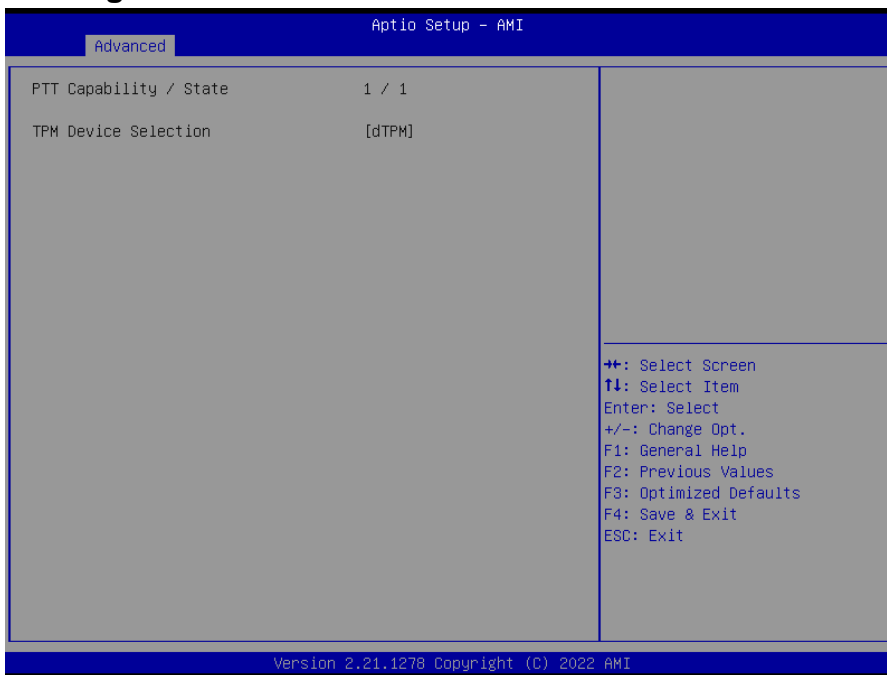 Aptio Setup – AMI
Advanced
PTT Capability / State 1 / 1
TPM Device Selection [dTPM]
→←: Select Screen
↑↓: Select Item
Enter: Select
+/-: Change Opt.
F1: General Help
F2: Previous Values
F3: Optimized Defaults
F4: Save & Exit
ESC: Exit
Version 2.21.1278 Copyright (C) 2022 AMI